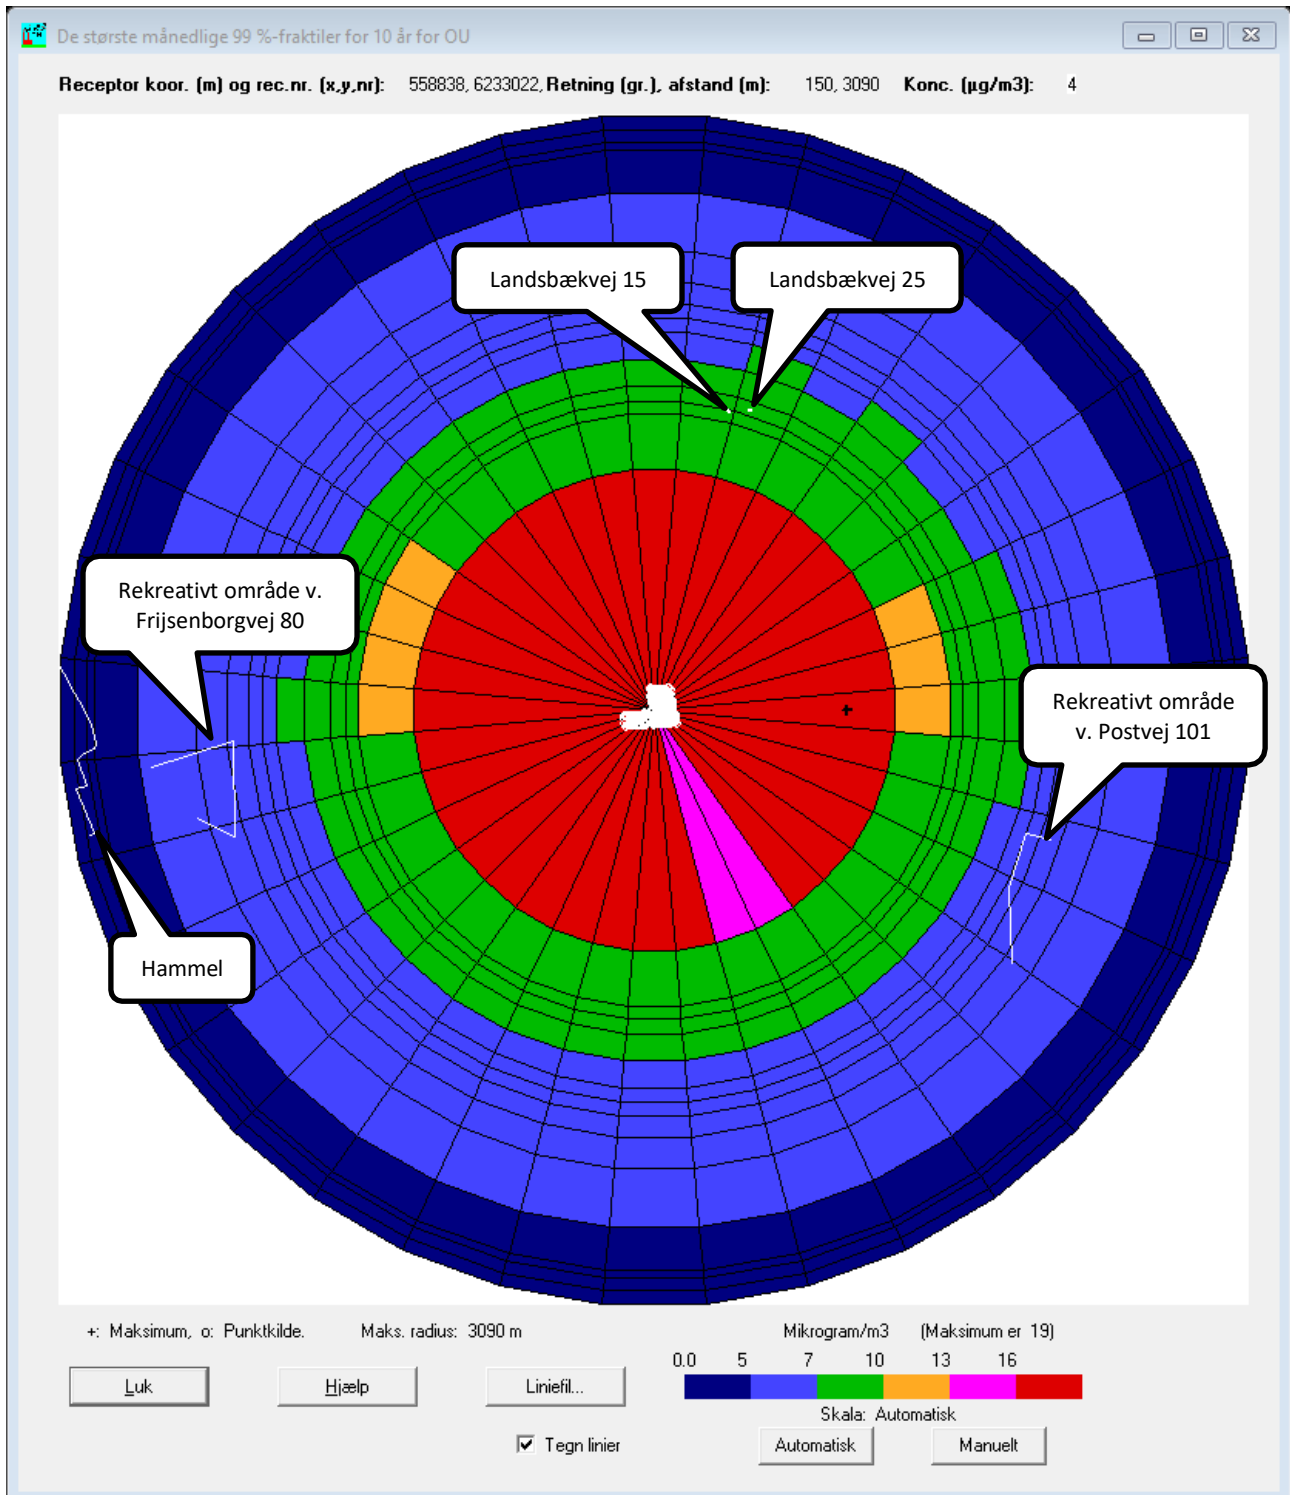 De største månedlige 99 %-fraktiler for 10 år for OU
Receptor koor. (m) og rec.nr. (x,y,nr): 558838, 6233022, Retning (gr.), afstand (m): 150, 3090 Konc. (µg/m3): 4
Landsbækvej 15
Landsbækvej 25
Rekreativt område v.
Frijsenborgvej 80
Rekreativt område
v. Postvej 101
Hammel
+: Maksimum, o: Punktkilde. Maks. radius: 3090 m
Mikrogram/m3 (Maksimum er 19)
0.0 5 7 10 13 16
Luk
Hjælp
Liniefil...
Skala: Automatisk
Tegn linier
Automatisk
Manuelt